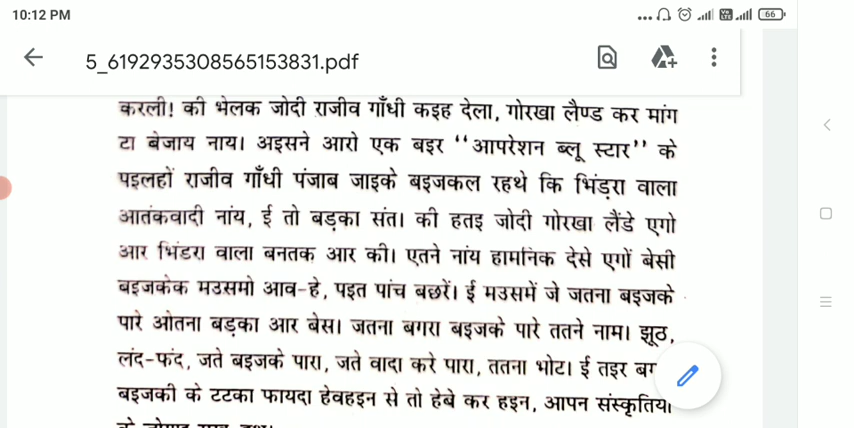 10:12 PM
66
5_6192935308565153831.pdf
करली! की भेलक जोदी राजीव गाँधी कइह देला, गोरखा लैण्ड कर मांग
टा बेजाय नाय। अइसने आरो एक बइर ‘‘आपरेशन ब्लू स्टार’’ के
पइलहों राजीव गाँधी पंजाब जाइके बइजकल रहथे कि भिंड़रा वाला
आतंकवादी नांय, ई तो बड़का संत। की हतइ जोदी गोरखा लैंडे एगो
आर भिंडरा वाला बनतक आर की। एतने नांय हामनिक देसे एगों बेसी
बइजकेक मउसमो आव-हे, पइत पांच बछरें। ई मउसमें जे जतना बइजके
पारे ओतना बड़का आर बेस। जतना बगरा बइजके पारे तते नाम। झूठ,
लंद-फंद, जते बइजके पारा, जते वादा करे पारा, ततना भोट। ई तइर
बइजकी के टटका फायदा हेवहइन से तो हेबे कर हइन, आपन संस्कृतिया